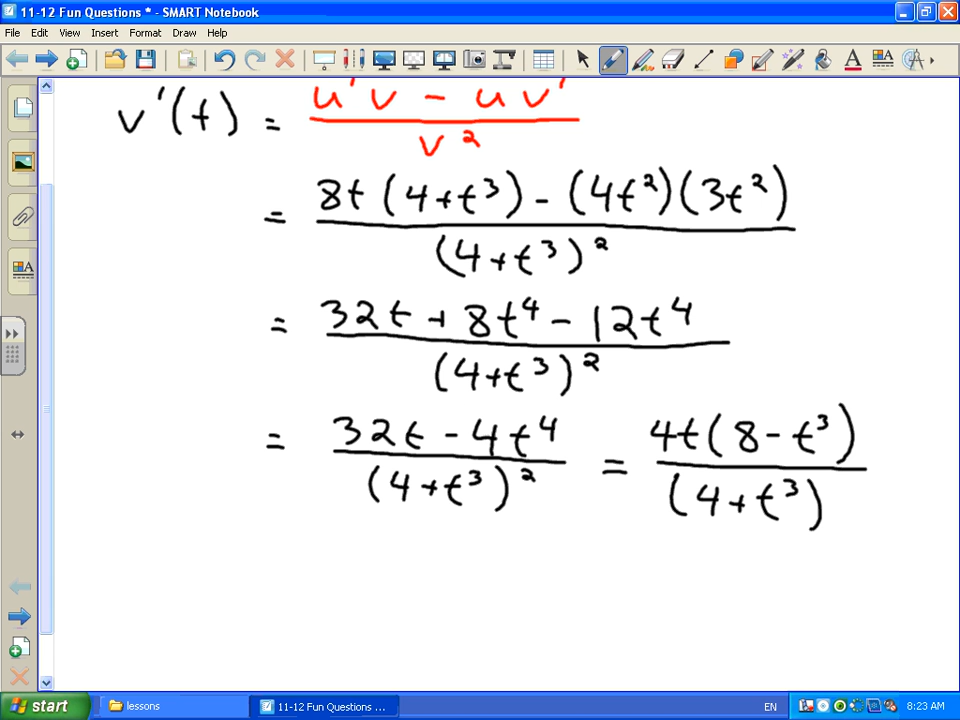 11-12 Fun Questions * - SMART Notebook
File Edit View Insert Format Draw Help
v'(t) = u'v - uv' / v²
= 8t(4+t³) - (4t²)(3t²) / (4+t³)²
= 32t + 8t⁴ - 12t⁴ / (4+t³)²
= 32t - 4t⁴ / (4+t³)² = 4t(8-t³) / (4+t³)
start lessons 11-12 Fun Questions ... EN 8:23 AM